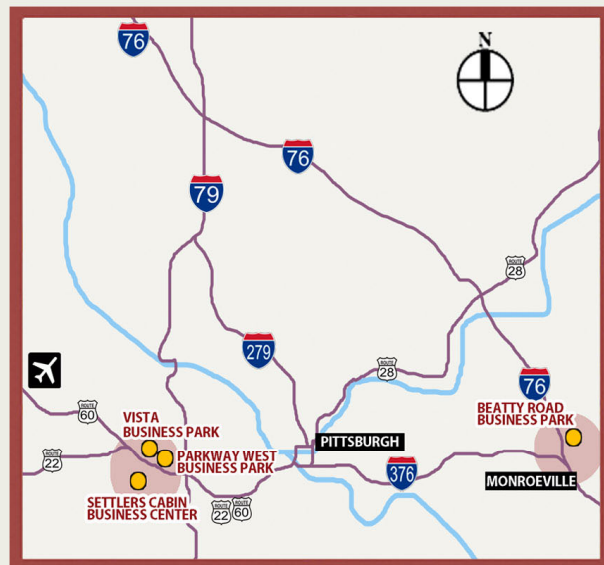 76
N
76
79
ROUTE
28
279
ROUTE
28
76
ROUTE
60
BEATTY ROAD
BUSINESS PARK
VISTA
BUSINESS PARK
PITTSBURGH
PARKWAY WEST
BUSINESS PARK
ROUTE
22
376
MONROEVILLE
SETTLERS CABIN
BUSINESS CENTER
ROUTE ROUTE
22 60